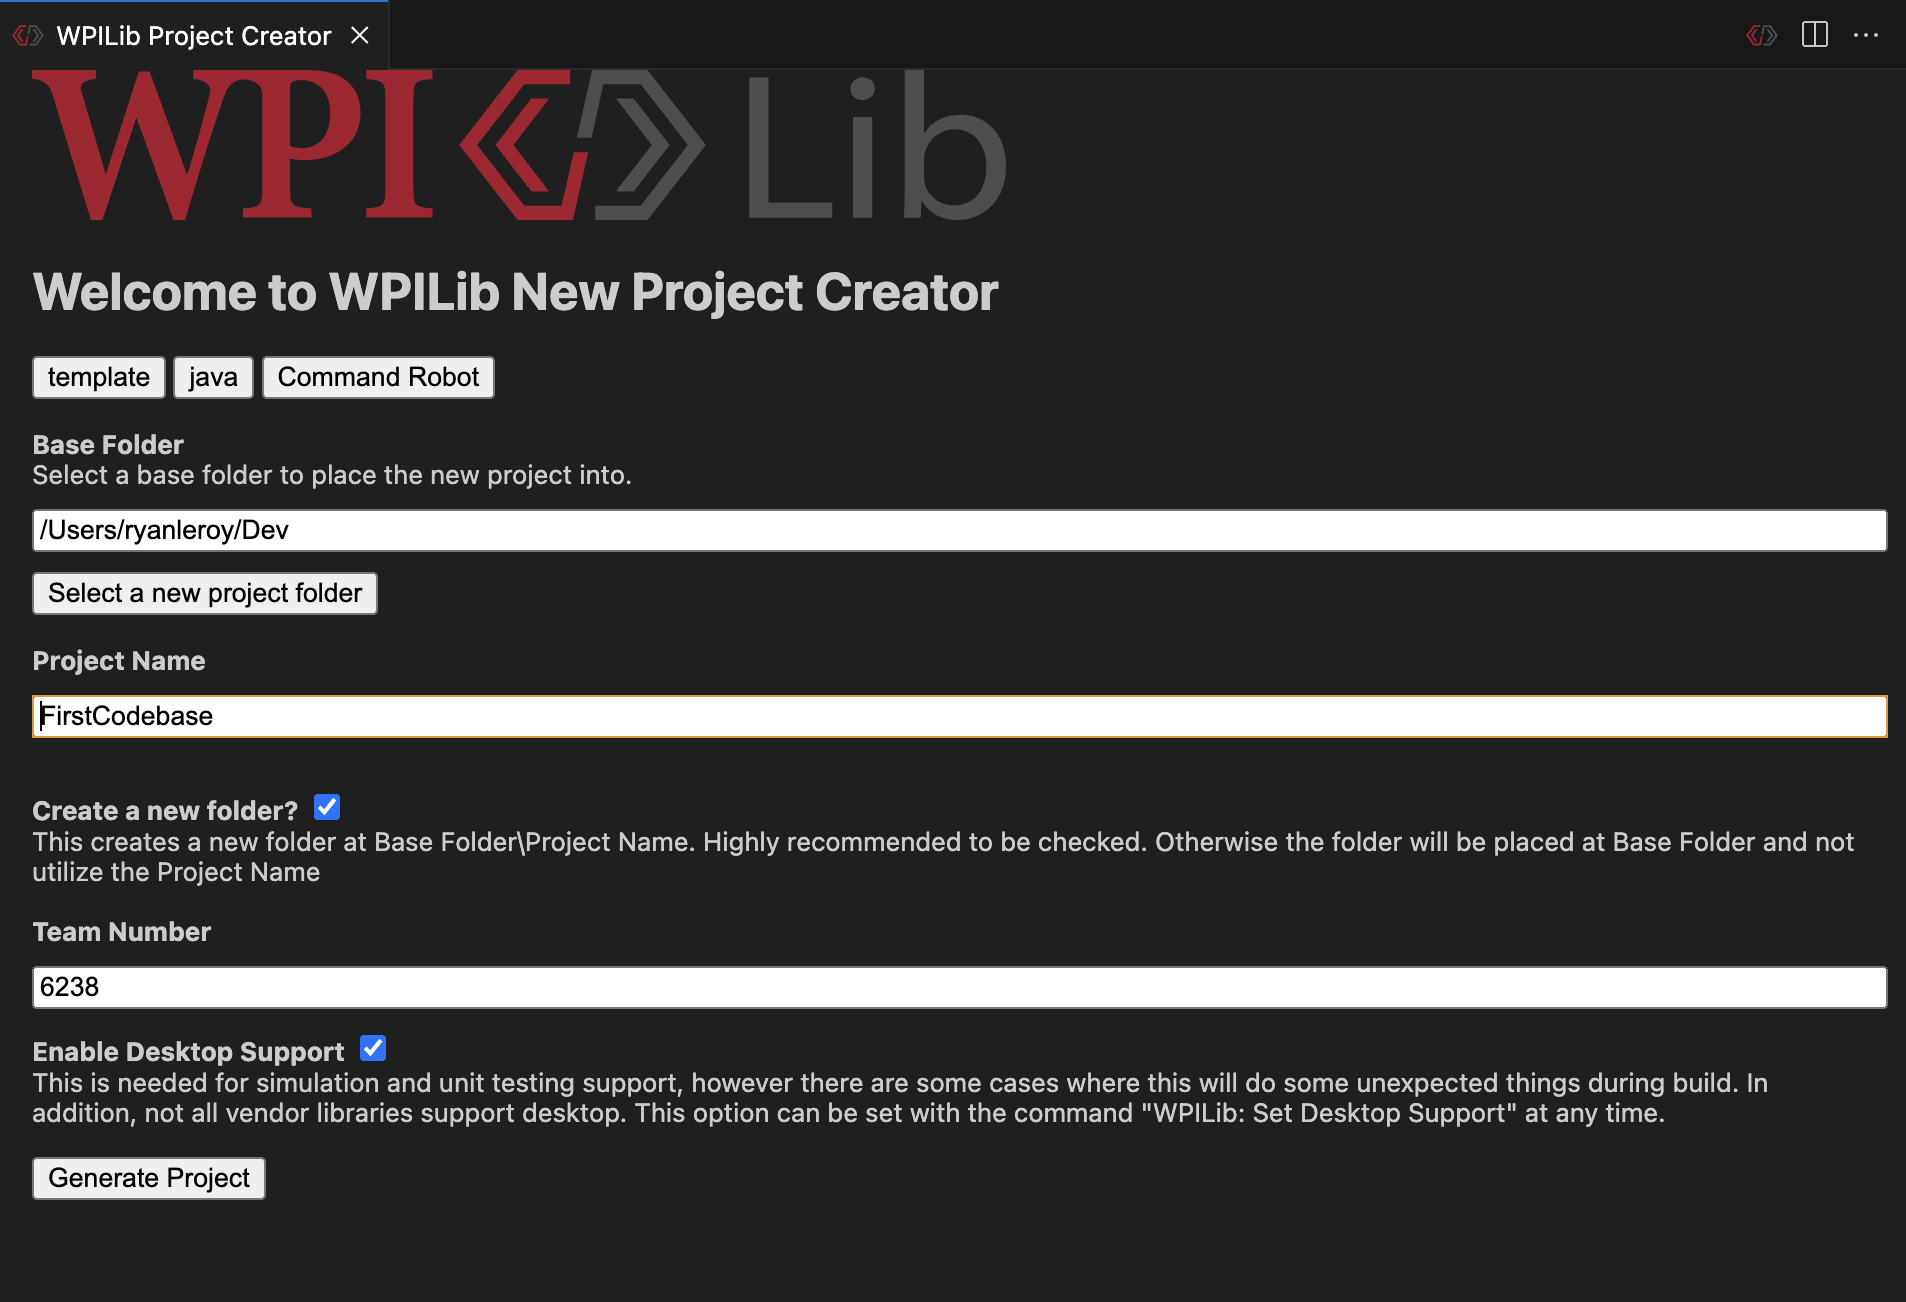 WPILib Project Creator
WPI Lib
Welcome to WPILib New Project Creator
template java Command Robot
Base Folder
Select a base folder to place the new project into.
/Users/ryanleroy/Dev
Select a new project folder
Project Name
FirstCodebase
Create a new folder?
This creates a new folder at Base Folder\Project Name. Highly recommended to be checked. Otherwise the folder will be placed at Base Folder and not
utilize the Project Name
Team Number
6238
Enable Desktop Support
This is needed for simulation and unit testing support, however there are some cases where this will do some unexpected things during build. In
addition, not all vendor libraries support desktop. This option can be set with the command "WPILib: Set Desktop Support" at any time.
Generate Project